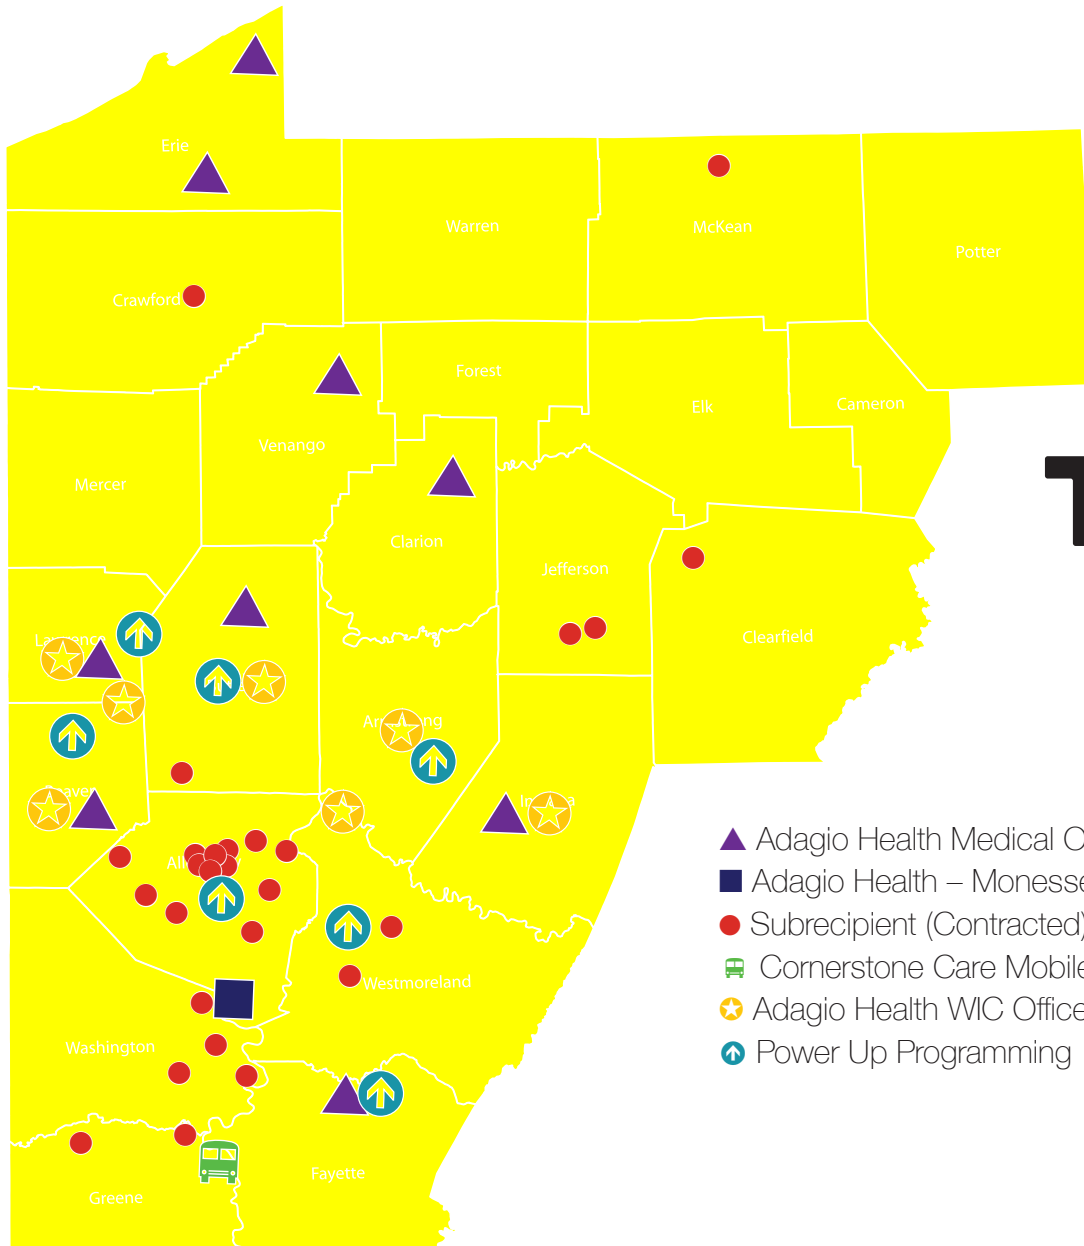 Erie
Warren
McKean
Potter
Crawford
Forest
Elk
Cameron
Venango
Mercer
Clarion
Jefferson
Clearfield
T
Westmoreland
Washington
Fayette
Greene
Adagio Health Medical
Adagio Health – Monesse
Subrecipient (Contracted)
Cornerstone Care Mobile
Adagio Health WIC Office
Power Up Programming